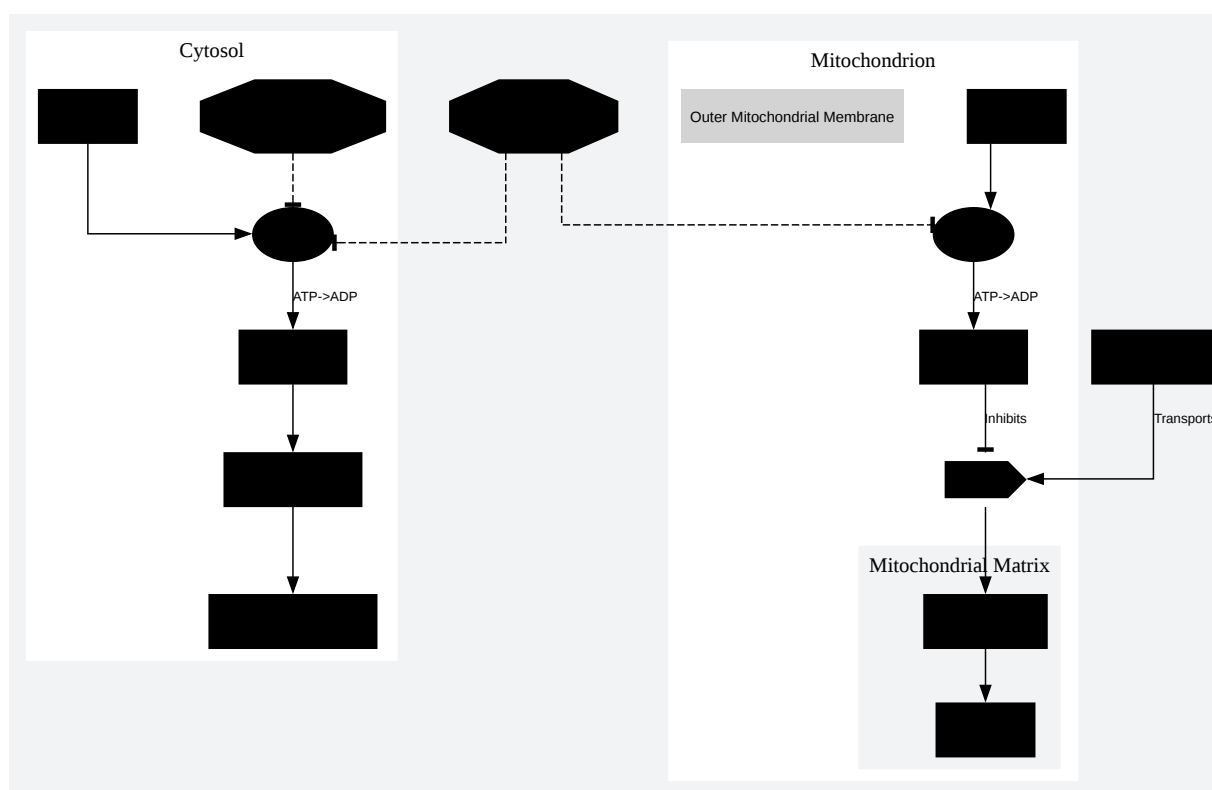 Cytosol
Mitochondrion
Outer Mitochondrial Membrane
ATP->ADP
ATP->ADP
Inhibits
Transports
Mitochondrial Matrix